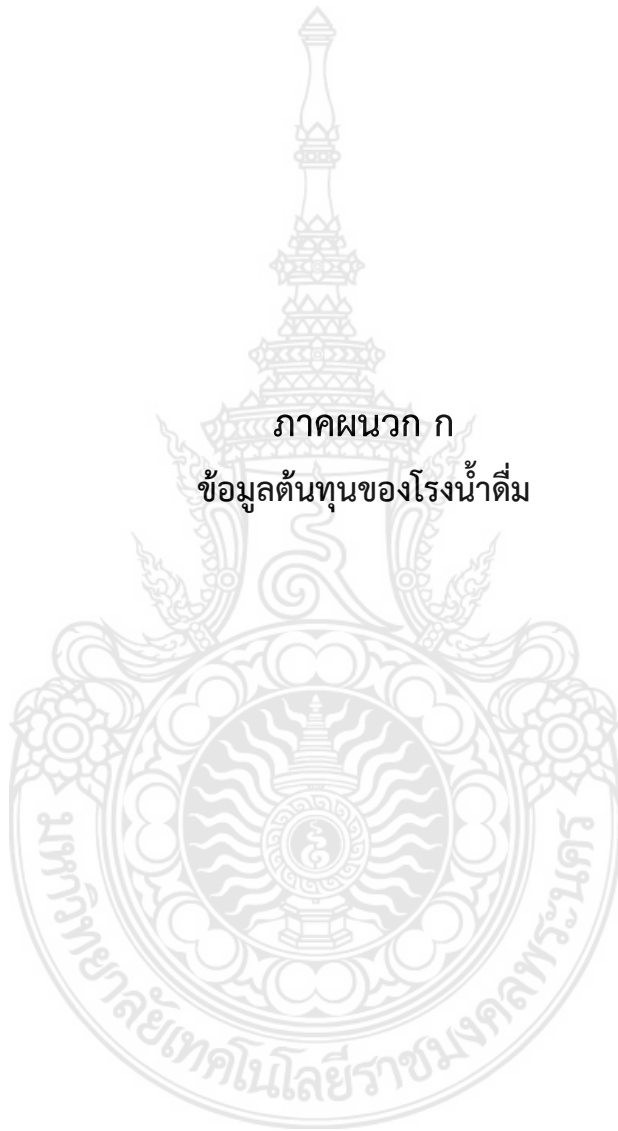 ภาคผนวก ก
ข้อมูลต้นทุนของโรงน้ำดื่ม
มหาวิทยาลัยเทคโนโลยีราชมงคลพระนคร